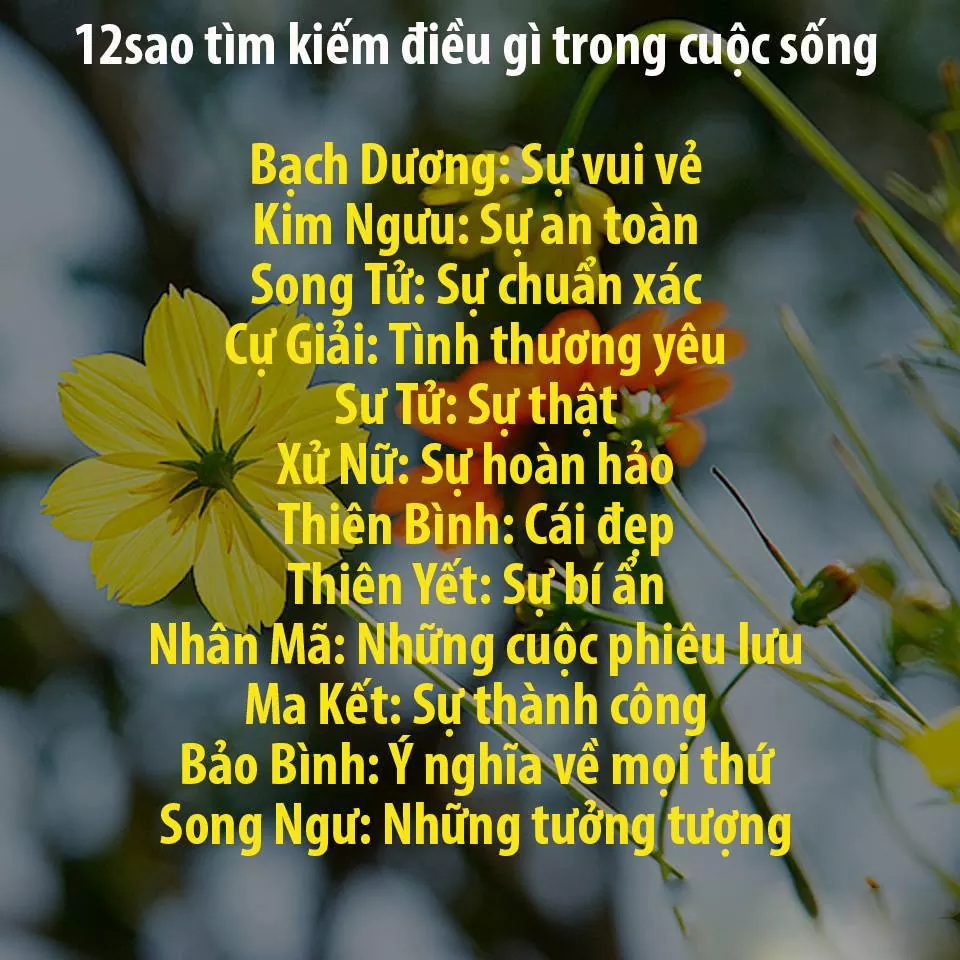 12sao tìm kiếm điều gì trong cuộc sống
Bạch Dương: Sự vui vẻ
Kim Ngưu: Sự an toàn
Song Tử: Sự chuẩn xác
Cự Giải: Tình thương yêu
Sư Tử: Sự thật
Xử Nữ: Sự hoàn hảo
Thiên Bình: Cái đẹp
Thiên Yết: Sự bí ẩn
Nhân Mã: Những cuộc phiêu lưu
Ma Kết: Sự thành công
Bảo Bình: Ý nghĩa về mọi thứ
Song Ngư: Những tưởng tượng